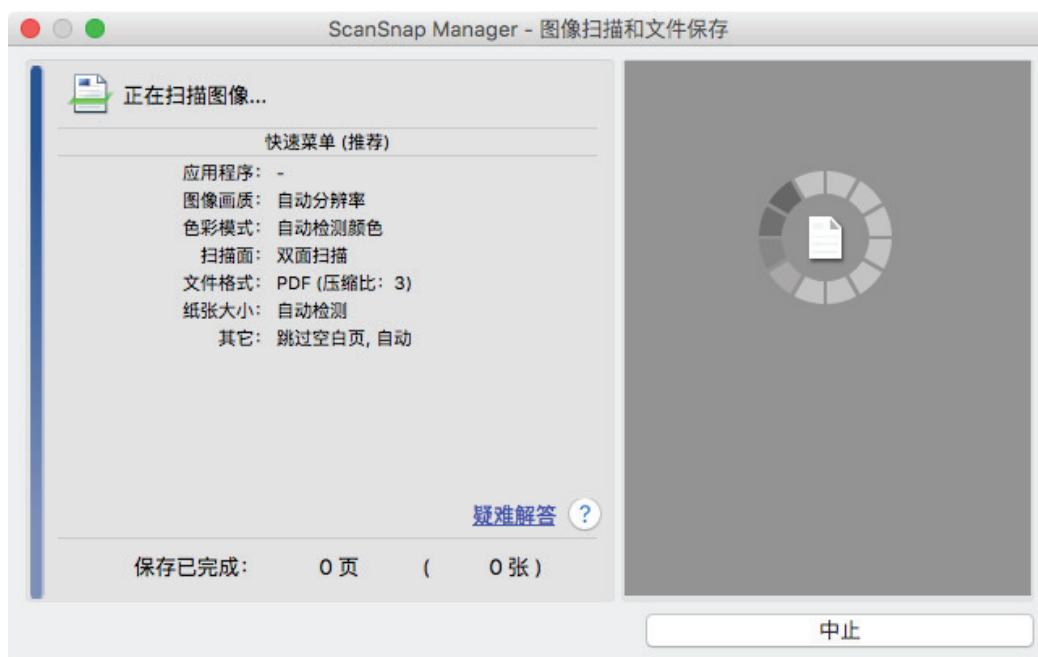 ScanSnap Manager - 图像扫描和文件保存
正在扫描图像...
快速菜单 (推荐)
应用程序： -
图像画质： 自动分辨率
色彩模式： 自动检测颜色
扫描面： 双面扫描
文件格式： PDF (压缩比： 3)
纸张大小： 自动检测
其它： 跳过空白页, 自动
疑难解答 ?
保存已完成： 0 页 ( 0 张 )
中止